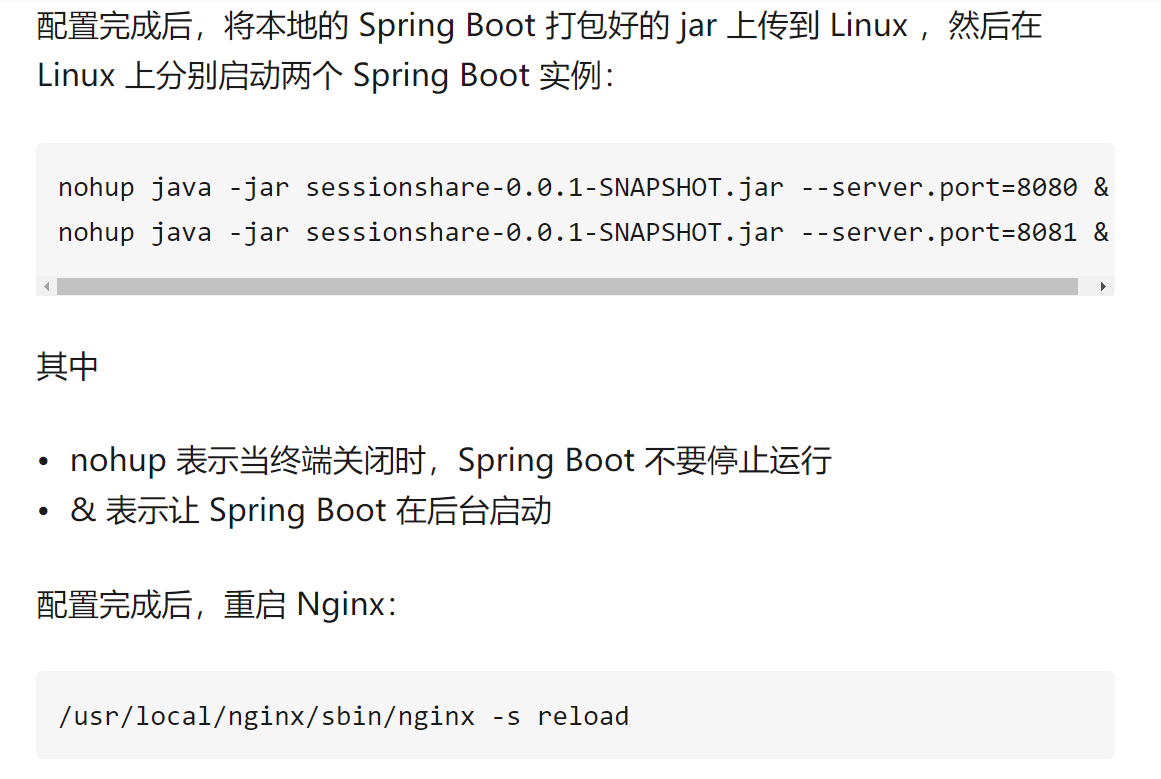 配置完成后，将本地的 Spring Boot 打包好的 jar 上传到 Linux ，然后在
Linux 上分别启动两个 Spring Boot 实例：
nohup java -jar sessionshare-0.0.1-SNAPSHOT.jar --server.port=8080 &
nohup java -jar sessionshare-0.0.1-SNAPSHOT.jar --server.port=8081 &
其中
• nohup 表示当终端关闭时，Spring Boot 不要停止运行
• & 表示让 Spring Boot 在后台启动
配置完成后，重启 Nginx：
/usr/local/nginx/sbin/nginx -s reload